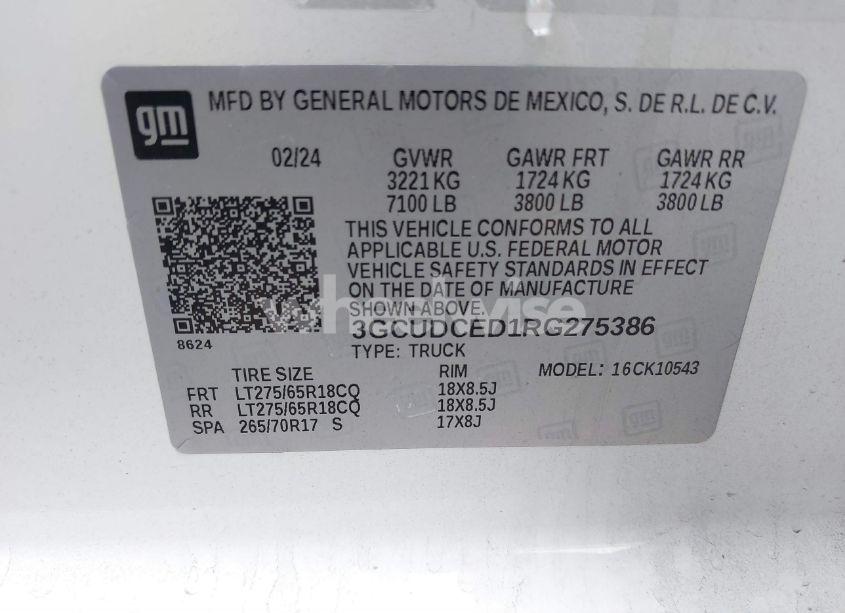 gm MFD BY GENERAL MOTORS DE MEXICO, S. DE R.L. DE C.V.
02/24 GVWR GAWR FRT GAWR RR
3221 KG 1724 KG 1724 KG
7100 LB 3800 LB 3800 LB
THIS VEHICLE CONFORMS TO ALL
APPLICABLE U.S. FEDERAL MOTOR
VEHICLE SAFETY STANDARDS IN EFFECT
ON THE DATE OF MANUFACTURE
SHOWN ABOVE.
wheelwise
3GCUDCED1RG275386
8624
TYPE: TRUCK
TIRE SIZE RIM MODEL: 16CK10543
FRT LT275/65R18CQ 18X8.5J
RR LT275/65R18CQ 18X8.5J
SPA 265/70R17 S 17X8J